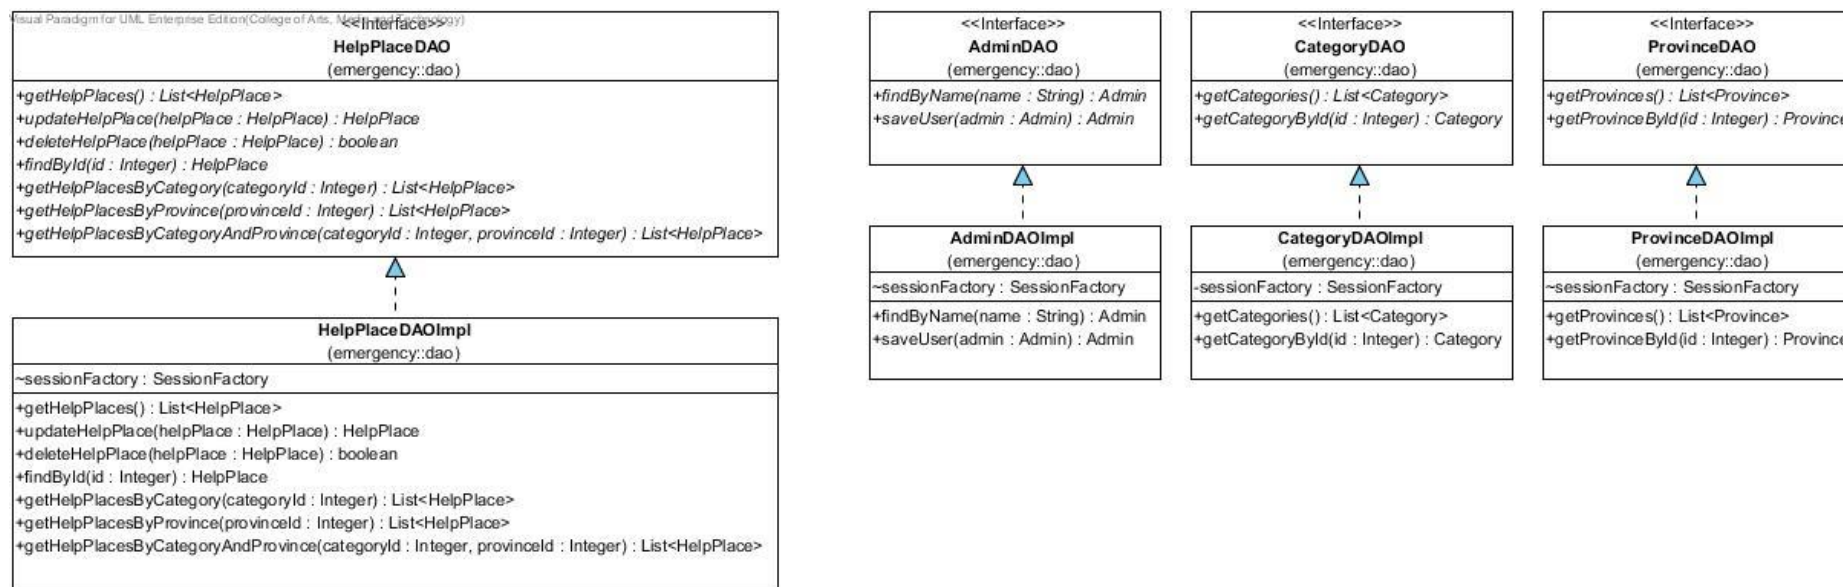 Visual Paradigm for UML Enterprise Edition(College of Arts, Media and Technology)
<<Interface>>
HelpPlaceDAO
(emergency::dao)
+getHelpPlaces() : List<HelpPlace>
+updateHelpPlace(helpPlace : HelpPlace) : HelpPlace
+deleteHelpPlace(helpPlace : HelpPlace) : boolean
+findById(id : Integer) : HelpPlace
+getHelpPlacesByCategory(categoryId : Integer) : List<HelpPlace>
+getHelpPlacesByProvince(provinceId : Integer) : List<HelpPlace>
+getHelpPlacesByCategoryAndProvince(categoryId : Integer, provinceId : Integer) : List<HelpPlace>
HelpPlaceDAOImpl
(emergency::dao)
~sessionFactory : SessionFactory
+getHelpPlaces() : List<HelpPlace>
+updateHelpPlace(helpPlace : HelpPlace) : HelpPlace
+deleteHelpPlace(helpPlace : HelpPlace) : boolean
+findById(id : Integer) : HelpPlace
+getHelpPlacesByCategory(categoryId : Integer) : List<HelpPlace>
+getHelpPlacesByProvince(provinceId : Integer) : List<HelpPlace>
+getHelpPlacesByCategoryAndProvince(categoryId : Integer, provinceId : Integer) : List<HelpPlace>
<<Interface>>
AdminDAO
(emergency::dao)
+findByName(name : String) : Admin
+saveUser(admin : Admin) : Admin
AdminDAOImpl
(emergency::dao)
~sessionFactory : SessionFactory
+findByName(name : String) : Admin
+saveUser(admin : Admin) : Admin
<<Interface>>
CategoryDAO
(emergency::dao)
+getCategories() : List<Category>
+getCategoryById(id : Integer) : Category
CategoryDAOImpl
(emergency::dao)
-sessionFactory : SessionFactory
+getCategories() : List<Category>
+getCategoryById(id : Integer) : Category
<<Interface>>
ProvinceDAO
(emergency::dao)
+getProvinces() : List<Province>
+getProvinceById(id : Integer) : Province
ProvinceDAOImpl
(emergency::dao)
~sessionFactory : SessionFactory
+getProvinces() : List<Province>
+getProvinceById(id : Integer) : Province